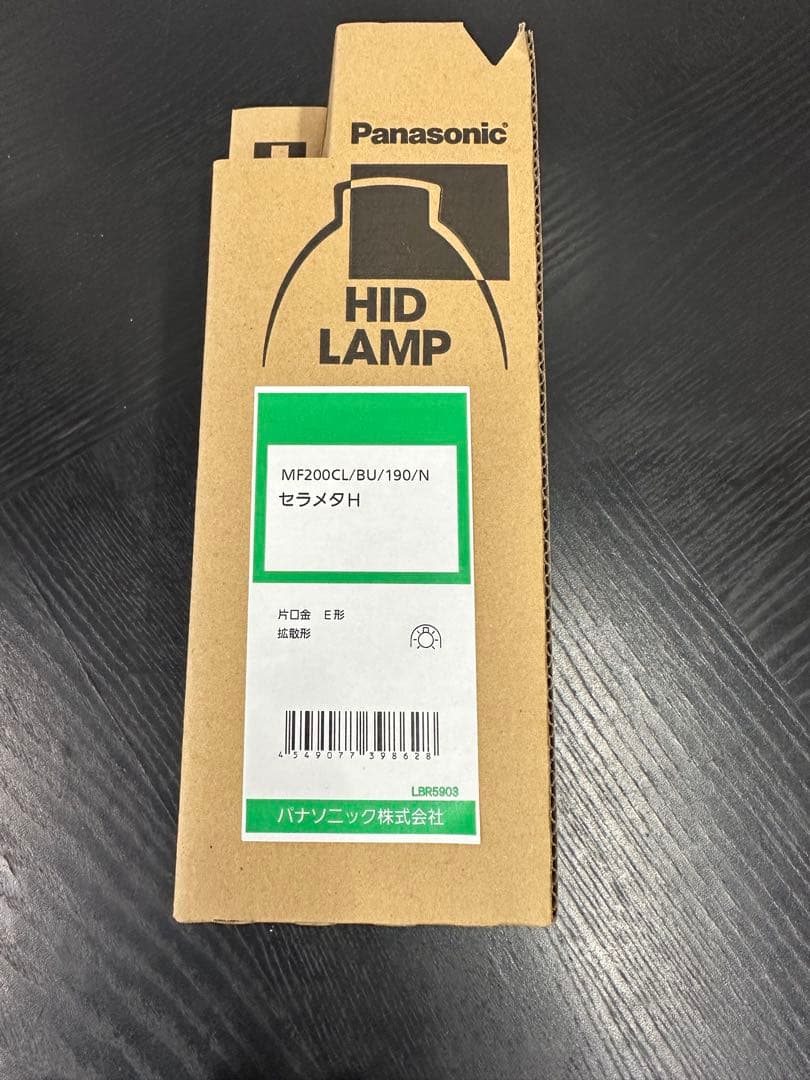 Panasonic®
HID
LAMP
MF200CL/BU/190/N
セラメタH
片口金 E形
拡散形
4549077398628
LBR5903
パナソニック株式会社